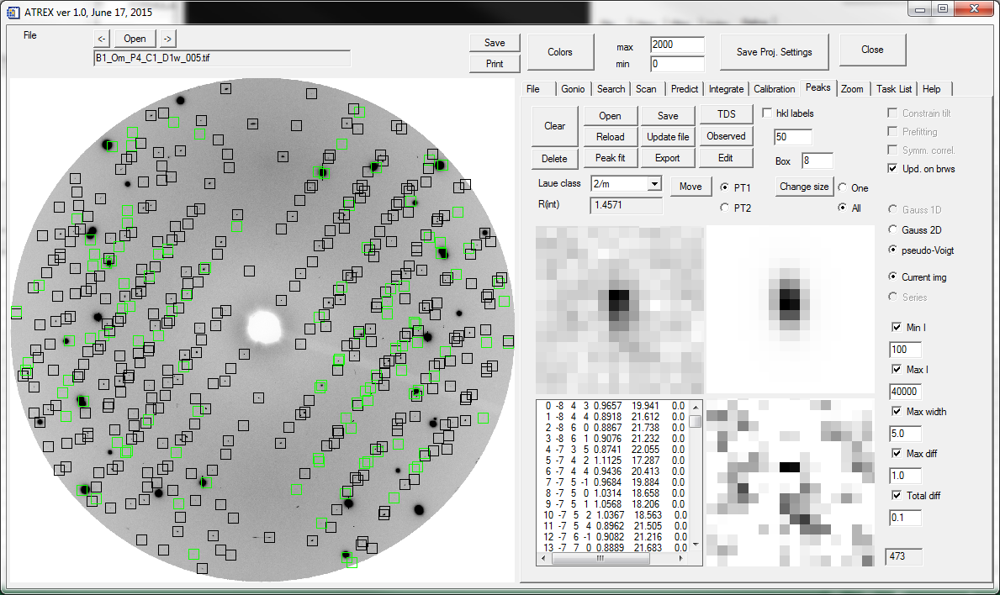 ATREX ver 1.0, June 17, 2015
File
<- Open ->
B1_Om_P4_C1_D1w_005.tif
Save
Print
Colors
max 2000
min 0
Save Proj. Settings
Close
File Gonio Search Scan Predict Integrate Calibration Peaks Zoom Task List Help
Clear Open Save TDS hkl labels
Reload Update file Observed 50
Delete Peak fit Export Edit Box 8
Laue class 2/m Move PT1 Change size One
R(int) 1.4571 PT2 All
Constrain tilt
Prefitting
Symm. correl.
Upd. on brws
Gauss 1D
Gauss 2D
pseudo-Voigt
Current img
Series
Min I
100
Max I
40000
Max width
5.0
Max diff
1.0
Total diff
0.1
473
0 -8 4 3 0.9657 19.941 0.0
1 -8 4 4 0.8918 21.612 0.0
2 -8 6 0 0.8867 21.738 0.0
3 -8 6 1 0.9076 21.232 0.0
4 -7 3 5 0.8741 22.055 0.0
5 -7 4 2 1.1125 17.287 0.0
6 -7 4 4 0.9436 20.413 0.0
7 -7 5 -1 0.9684 19.884 0.0
8 -7 5 0 1.0314 18.658 0.0
9 -7 5 1 1.0568 18.206 0.0
10 -7 5 2 1.0367 18.563 0.0
11 -7 5 4 0.8962 21.505 0.0
12 -7 6 -1 0.9082 21.216 0.0
13 -7 7 0 0.8889 21.683 0.0